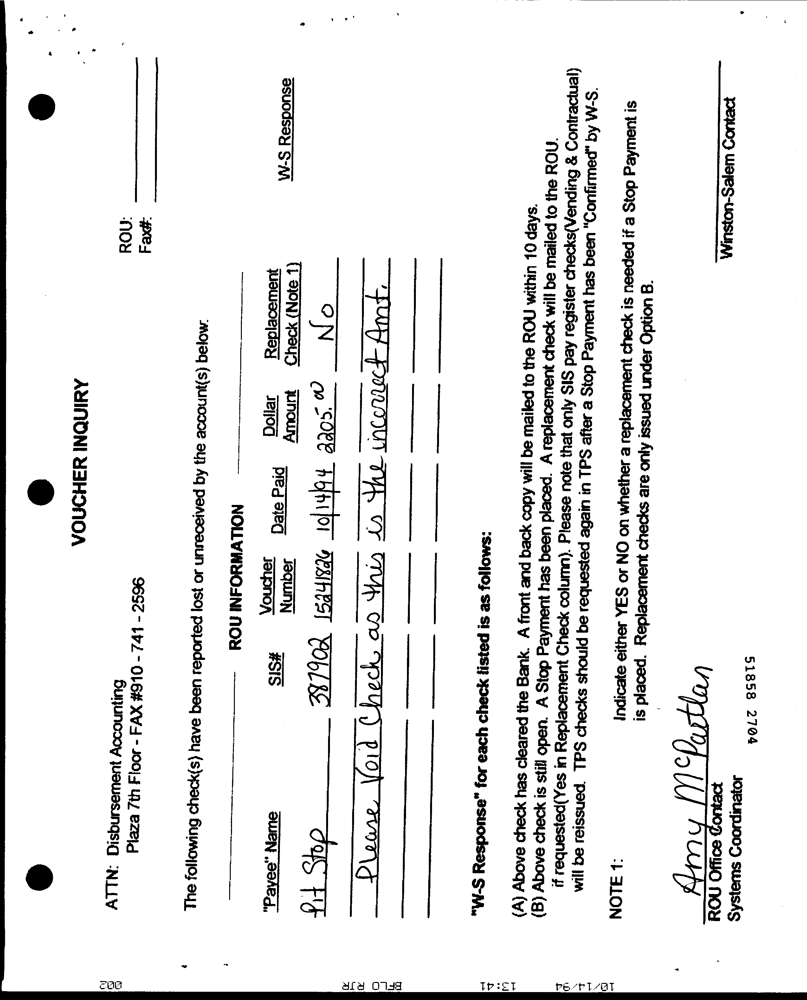 VOUCHER INQUIRY
ATTN: Disbursement Accounting
Plaza 7th Floor - FAX #910 - 741 - 2596
ROU:
Fax#:
The following check(s) have been reported lost or unreceived by the account(s) below:
ROU INFORMATION
"Payee" Name SIS# Voucher Number Date Paid Dollar Amount Replacement Check (Note 1) W-S Response
Pit Stop 387902 15241826 10/14/94 2205.00 No
Please Void Check as this is the incorrect Amt.
"W-S Response" for each check listed is as follows:
(A) Above check has cleared the Bank. A front and back copy will be mailed to the ROU within 10 days.
(B) Above check is still open. A Stop Payment has been placed. A replacement check will be mailed to the ROU.
if requested(Yes in Replacement Check column). Please note that only SIS pay register checks(Vending & Contractual)
will be reissued. TPS checks should be requested again in TPS after a Stop Payment has been "Confirmed" by W-S.
NOTE 1: Indicate either YES or NO on whether a replacement check is needed if a Stop Payment is
is placed. Replacement checks are only issued under Option B.
Amy McPartlan
ROU Office Contact
Systems Coordinator
Winston-Salem Contact
51858 2704
10/14/94 13:41 BFLO RJR 002